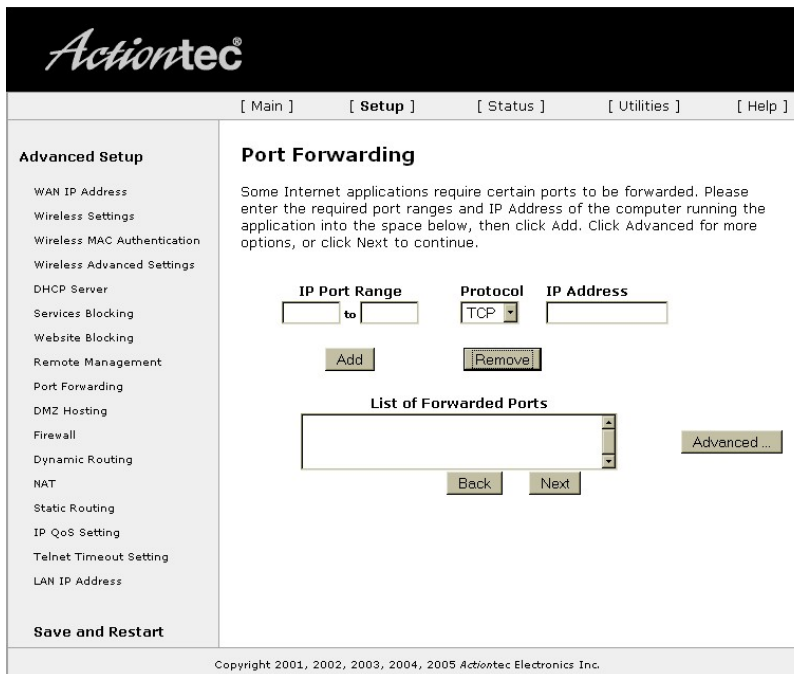 Actiontec®
[ Main ] [ Setup ] [ Status ] [ Utilities ] [ Help ]
Advanced Setup
WAN IP Address
Wireless Settings
Wireless MAC Authentication
Wireless Advanced Settings
DHCP Server
Services Blocking
Website Blocking
Remote Management
Port Forwarding
DMZ Hosting
Firewall
Dynamic Routing
NAT
Static Routing
IP QoS Setting
Telnet Timeout Setting
LAN IP Address
Save and Restart
Port Forwarding
Some Internet applications require certain ports to be forwarded. Please
enter the required port ranges and IP Address of the computer running the
application into the space below, then click Add. Click Advanced for more
options, or click Next to continue.
IP Port Range Protocol IP Address
to TCP
Add Remove
List of Forwarded Ports
Advanced ...
Back Next
Copyright 2001, 2002, 2003, 2004, 2005 Actiontec Electronics Inc.